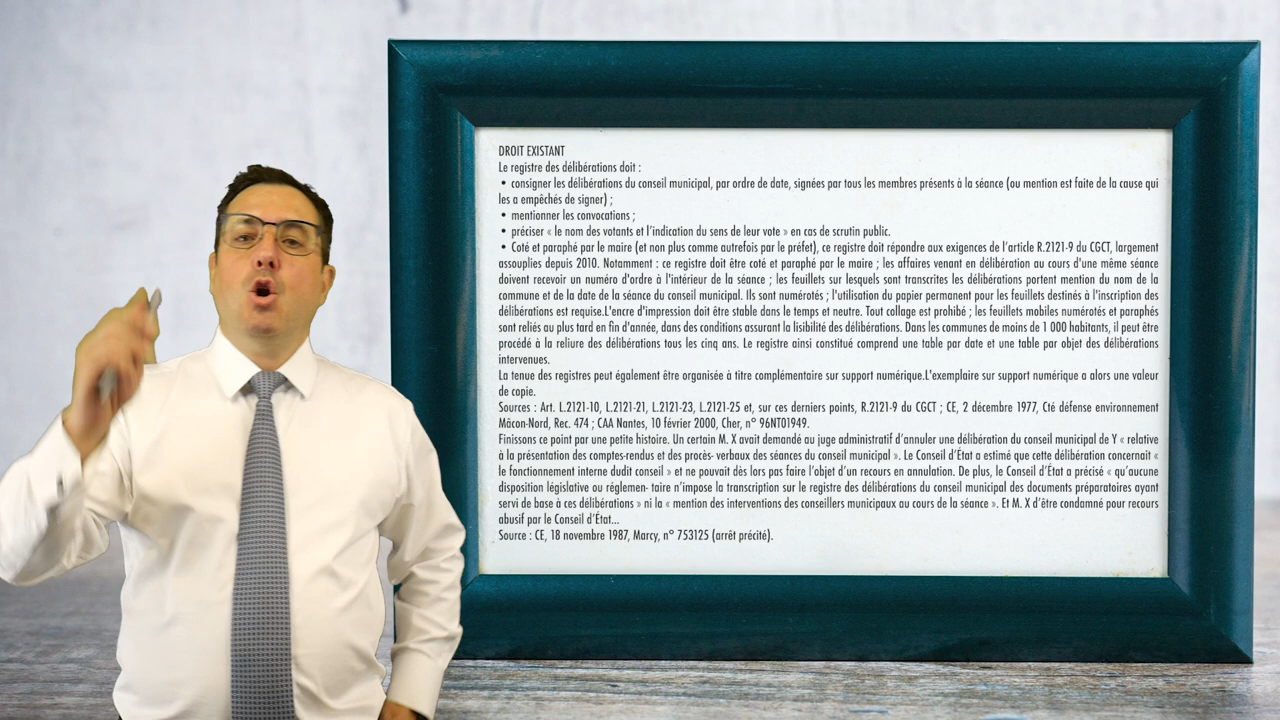 DROIT EXISTANT
Le registre des délibérations doit :
• consigner les délibérations du conseil municipal, par ordre de date, signées par tous les membres présents à la séance (ou mention est faite de la cause qui
les a empêchés de signer) ;
• mentionner les convocations ;
• préciser « le nom des votants et l’indication du sens de leur vote » en cas de scrutin public.
• Coté et paraphé par le maire (et non plus comme autrefois par le préfet), ce registre doit répondre aux exigences de l’article R.2121-9 du CGCT, largement
assouplies depuis 2010. Notamment : ce registre doit être coté et paraphé par le maire ; les affaires venant en délibération au cours d'une même séance
doivent recevoir un numéro d'ordre à l'intérieur de la séance ; les feuillets sur lesquels sont transcrites les délibérations portent mention du nom de la
commune et de la date de la séance du conseil municipal. Ils sont numérotés ; l'utilisation du papier permanent pour les feuillets destinés à l'inscription des
délibérations est requise.L'encre d'impression doit être stable dans le temps et neutre. Tout collage est prohibé ; les feuillets mobiles numérotés et paraphés
sont reliés au plus tard en fin d'année, dans des conditions assurant la lisibilité des délibérations. Dans les communes de moins de 1 000 habitants, il peut être
procédé à la reliure des délibérations tous les cinq ans. Le registre ainsi constitué comprend une table par date et une table par objet des délibérations
intervenues.
La tenue des registres peut également être organisée à titre complémentaire sur support numérique.L'exemplaire sur support numérique a alors une valeur
de copie.
Sources : Art. L.2121-10, L.2121-21, L.2121-23, L.2121-25 et, sur ces derniers points, R.2121-9 du CGCT ; CE, 2 décembre 1977, Cté défense environnement
Mâcon-Nord, Rec. 474 ; CAA Nantes, 10 février 2000, Cher, n° 96NT01949.
Finissons ce point par une petite histoire. Un certain M. X avait demandé au juge administratif d’annuler une délibération du conseil municipal de Y « relative
à la présentation des comptes-rendus et des procès- verbaux des séances du conseil municipal ». Le Conseil d’État a estimé que cette délibération concernait «
le fonctionnement interne dudit conseil » et ne pouvait dès lors pas faire l’objet d’un recours en annulation. De plus, le Conseil d’État a précisé « qu’aucune
disposition législative ou réglemen- taire n’impose la transcription sur le registre des délibérations du conseil municipal des documents préparatoires ayant
servi de base à ces délibérations » ni la « mention des interventions des conseillers municipaux au cours de la séance ». Et M. X d’être condamné pour recours
abusif par le Conseil d’État...
Source : CE, 18 novembre 1987, Marcy, n° 753125 (arrêt précité).